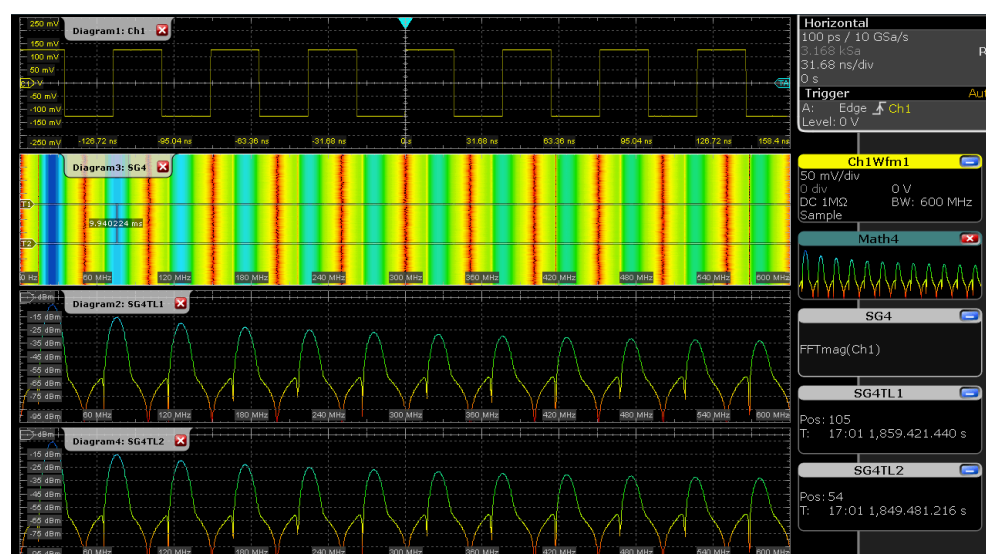 250 mV
Diagram1: Ch1
150 mV
100 mV
50 mV
-50 mV
-100 mV
-150 mV
-250 mV
-126.72 ns -95.04 ns -63.36 ns -31.68 ns 0 s 31.68 ns 63.36 ns 95.04 ns 126.72 ns 158.4 ns
TA
Diagram3: SG4
T1
9.940224 ms
T2
0 Hz 60 MHz 120 MHz 180 MHz 240 MHz 300 MHz 360 MHz 420 MHz 480 MHz 540 MHz 600 MHz
Diagram2: SG4TL1
-15 dBm
-25 dBm
-35 dBm
-45 dBm
-55 dBm
-65 dBm
-75 dBm
-95 dBm
60 MHz 120 MHz 180 MHz 240 MHz 300 MHz 360 MHz 420 MHz 480 MHz 540 MHz 600 MHz
Diagram4: SG4TL2
-15 dBm
-25 dBm
-35 dBm
-45 dBm
-55 dBm
-65 dBm
-75 dBm
60 MHz 120 MHz 180 MHz 240 MHz 300 MHz 360 MHz 420 MHz 480 MHz 540 MHz 600 MHz
Horizontal
100 ps / 10 GSa/s
3.168 kSa R
31.68 ns/div
0 s
Trigger Aut
A: Edge Ch1
Level: 0 V
Ch1Wfm1
50 mV/div
0 div 0 V
DC 1MΩ BW: 600 MHz
Sample
Math4
SG4
FFTmag(Ch1)
SG4TL1
Pos: 105
T: 17:01 1,859.421.440 s
SG4TL2
Pos: 54
T: 17:01 1,849.481.216 s